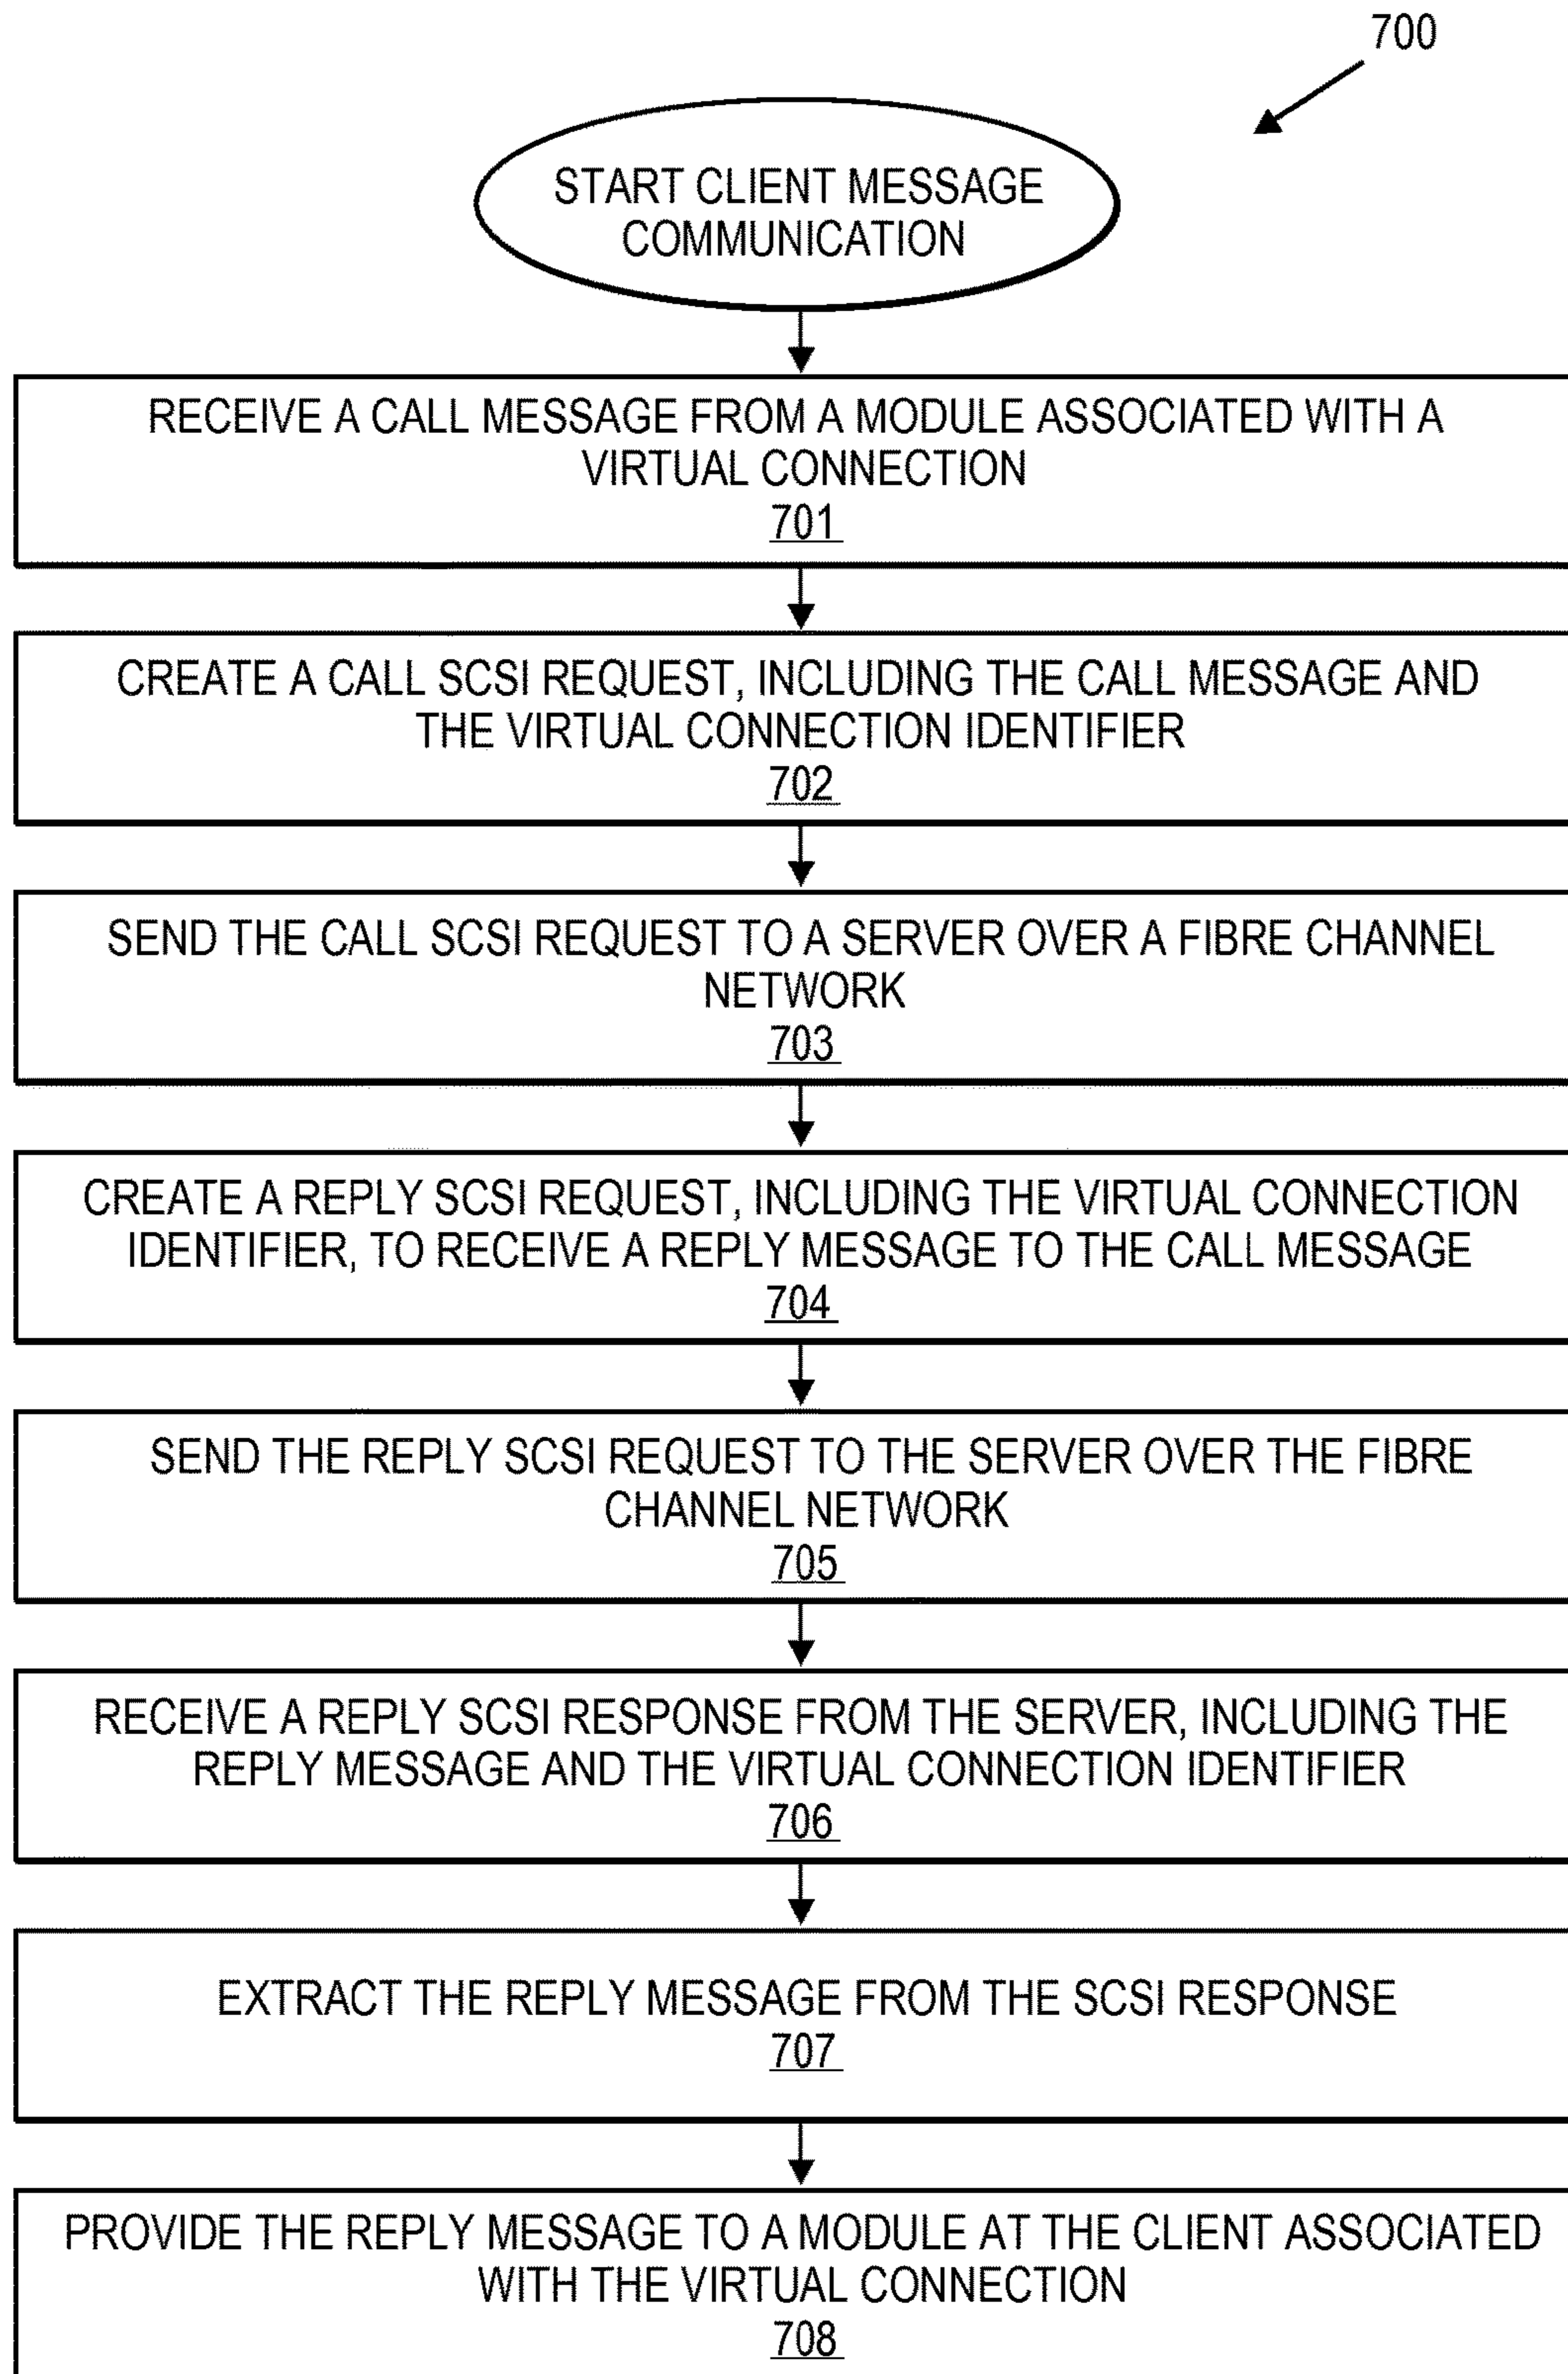 700
START CLIENT MESSAGE
COMMUNICATION
RECEIVE A CALL MESSAGE FROM A MODULE ASSOCIATED WITH A
VIRTUAL CONNECTION
701
CREATE A CALL SCSI REQUEST, INCLUDING THE CALL MESSAGE AND
THE VIRTUAL CONNECTION IDENTIFIER
702
SEND THE CALL SCSI REQUEST TO A SERVER OVER A FIBRE CHANNEL
NETWORK
703
CREATE A REPLY SCSI REQUEST, INCLUDING THE VIRTUAL CONNECTION
IDENTIFIER, TO RECEIVE A REPLY MESSAGE TO THE CALL MESSAGE
704
SEND THE REPLY SCSI REQUEST TO THE SERVER OVER THE FIBRE
CHANNEL NETWORK
705
RECEIVE A REPLY SCSI RESPONSE FROM THE SERVER, INCLUDING THE
REPLY MESSAGE AND THE VIRTUAL CONNECTION IDENTIFIER
706
EXTRACT THE REPLY MESSAGE FROM THE SCSI RESPONSE
707
PROVIDE THE REPLY MESSAGE TO A MODULE AT THE CLIENT ASSOCIATED
WITH THE VIRTUAL CONNECTION
708